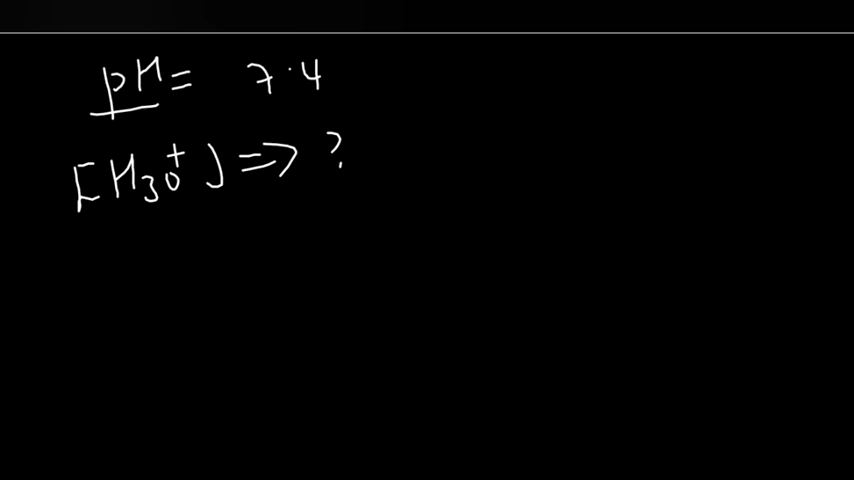 pH = 7.4
[H₃O⁺] => ?